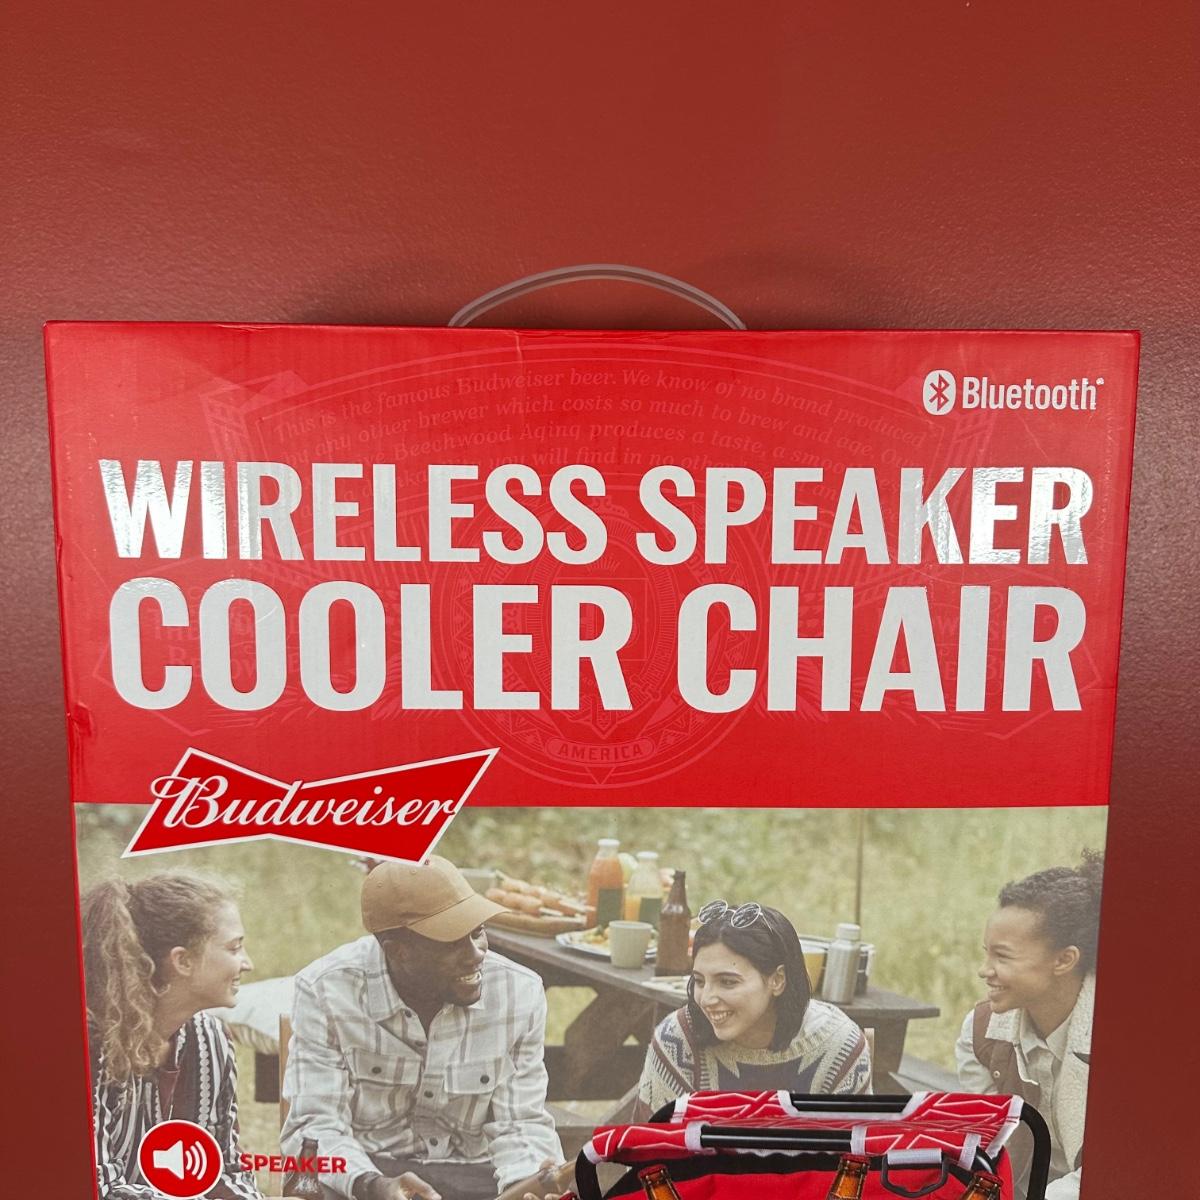 This is the famous Budweiser beer. We know of no brand produced
by any other brewer which costs so much to brew and age. Our
Beechwood Aging produces a taste, a smoo
you will find in no other
Bluetooth®
WIRELESS SPEAKER
COOLER CHAIR
AMERICA
Budweiser
SPEAKER